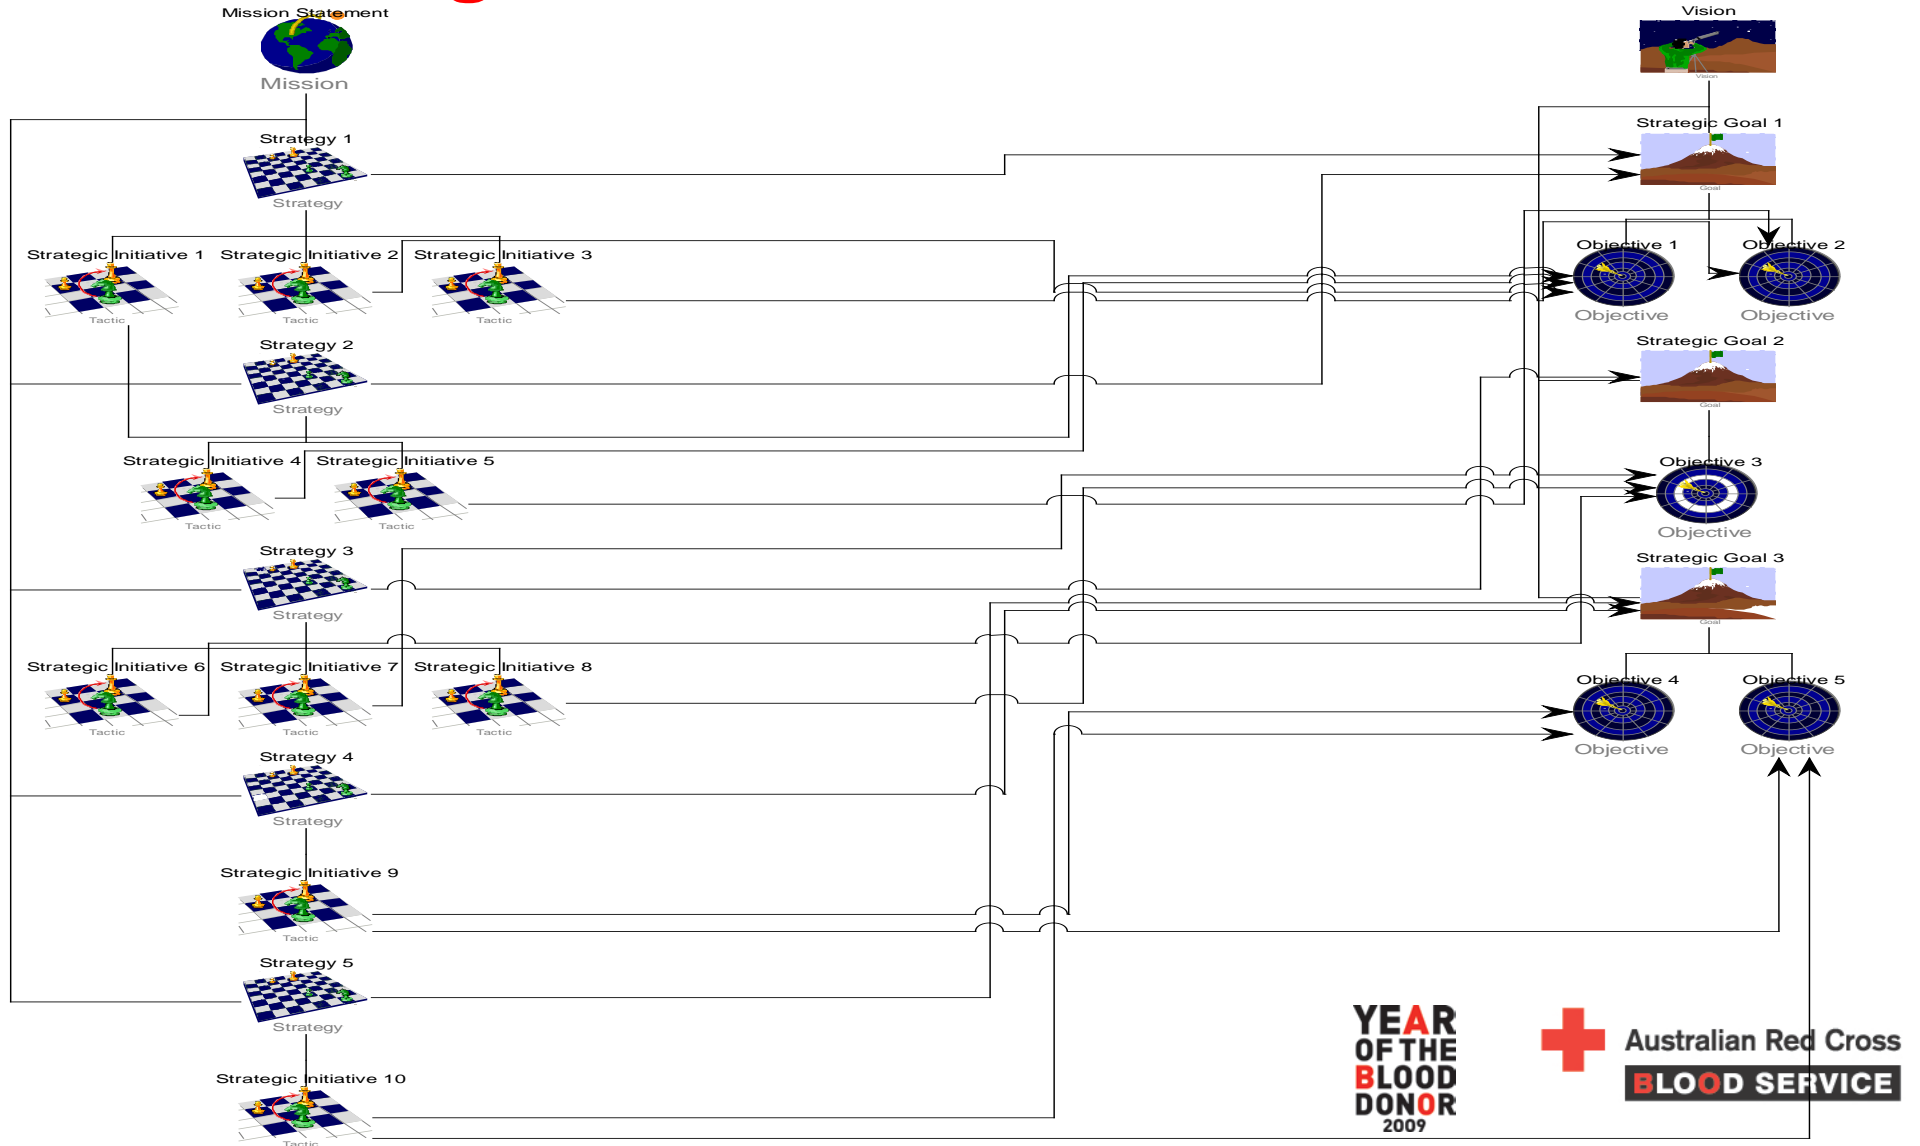 Mission Statement
Mission
Vision
Vision
Strategy 1
Strategy
Strategic Goal 1
Goal
Strategic Initiative 1
Strategic Initiative 2
Strategic Initiative 3
Tactic
Tactic
Tactic
Objective 1
Objective 2
Objective
Objective
Strategy 2
Strategy
Strategic Goal 2
Goal
Strategic Initiative 4
Strategic Initiative 5
Tactic
Tactic
Objective 3
Objective
Strategy 3
Strategy
Strategic Goal 3
Goal
Strategic Initiative 6
Strategic Initiative 7
Strategic Initiative 8
Tactic
Tactic
Tactic
Objective 4
Objective 5
Objective
Objective
Strategy 4
Strategy
Strategic Initiative 9
Tactic
Strategy 5
Strategy
Strategic Initiative 10
Tactic
YEAR
OF THE
BLOOD
DONOR
2009
Australian Red Cross
BLOOD SERVICE